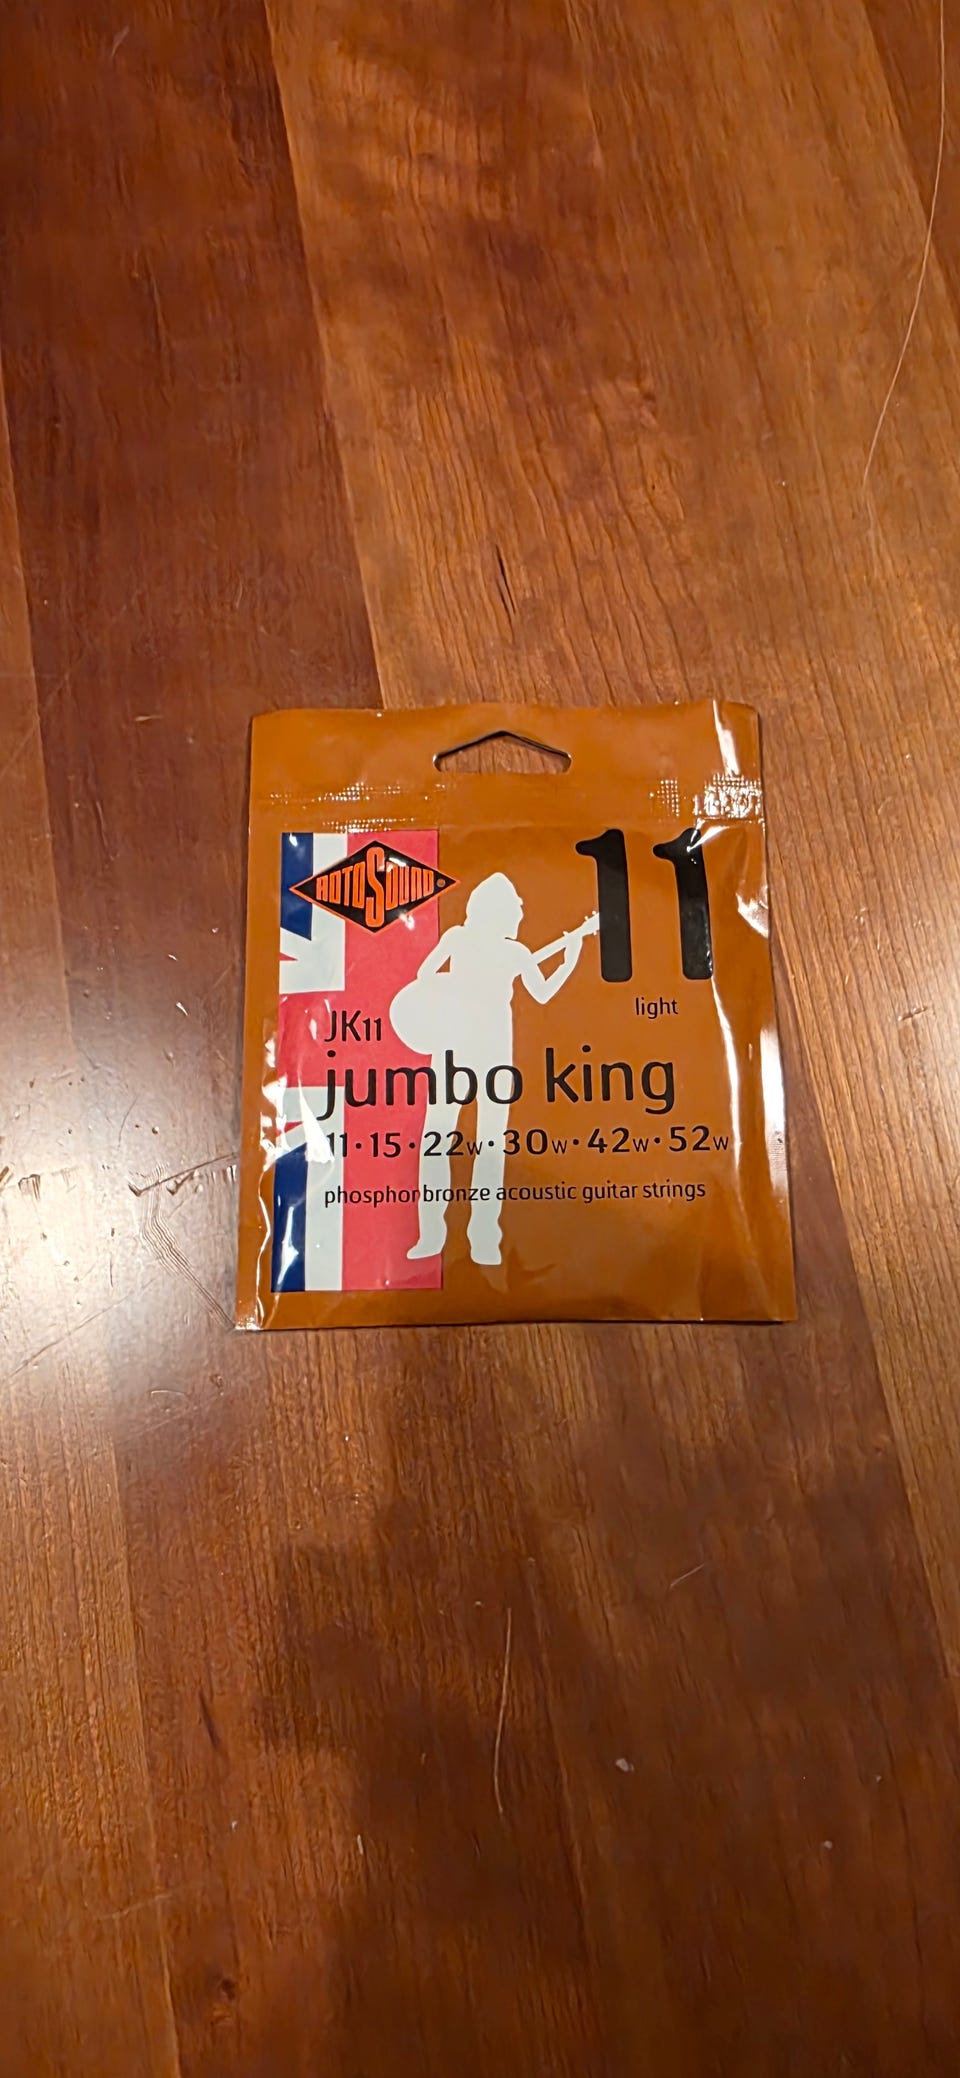 ROTOSOUND®
11
light
JK11
jumbo king
11·15·22w·30w·42w·52w
phosphor bronze acoustic guitar strings